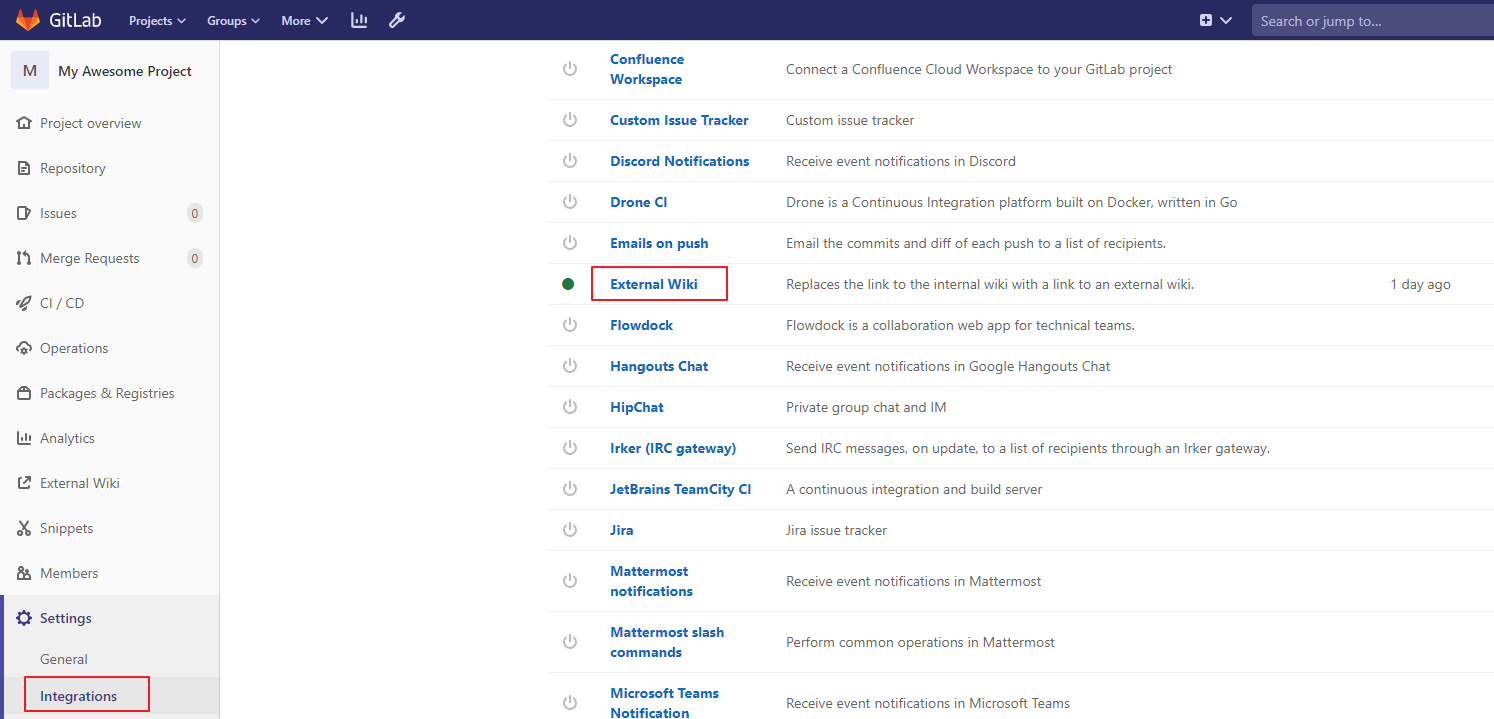 GitLab Projects Groups More Search or jump to...
M My Awesome Project
Project overview
Repository
Issues 0
Merge Requests 0
CI / CD
Operations
Packages & Registries
Analytics
External Wiki
Snippets
Members
Settings
General
Integrations
Confluence
Workspace
Connect a Confluence Cloud Workspace to your GitLab project
Custom Issue Tracker Custom issue tracker
Discord Notifications Receive event notifications in Discord
Drone CI Drone is a Continuous Integration platform built on Docker, written in Go
Emails on push Email the commits and diff of each push to a list of recipients.
External Wiki Replaces the link to the internal wiki with a link to an external wiki. 1 day ago
Flowdock Flowdock is a collaboration web app for technical teams.
Hangouts Chat Receive event notifications in Google Hangouts Chat
HipChat Private group chat and IM
Irker (IRC gateway) Send IRC messages, on update, to a list of recipients through an Irker gateway.
JetBrains TeamCity CI A continuous integration and build server
Jira Jira issue tracker
Mattermost
notifications
Receive event notifications in Mattermost
Mattermost slash
commands
Perform common operations in Mattermost
Microsoft Teams
Notification
Receive event notifications in Microsoft Teams